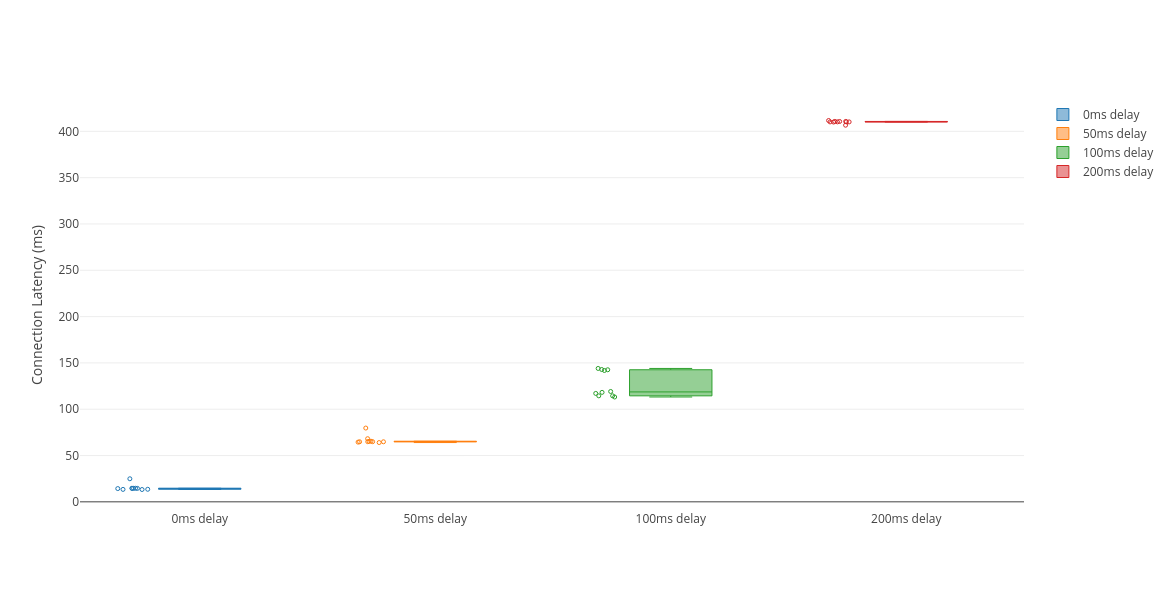 Connection Latency (ms)
400
350
300
250
200
150
100
50
0
0ms delay
50ms delay
100ms delay
200ms delay
0ms delay
50ms delay
100ms delay
200ms delay